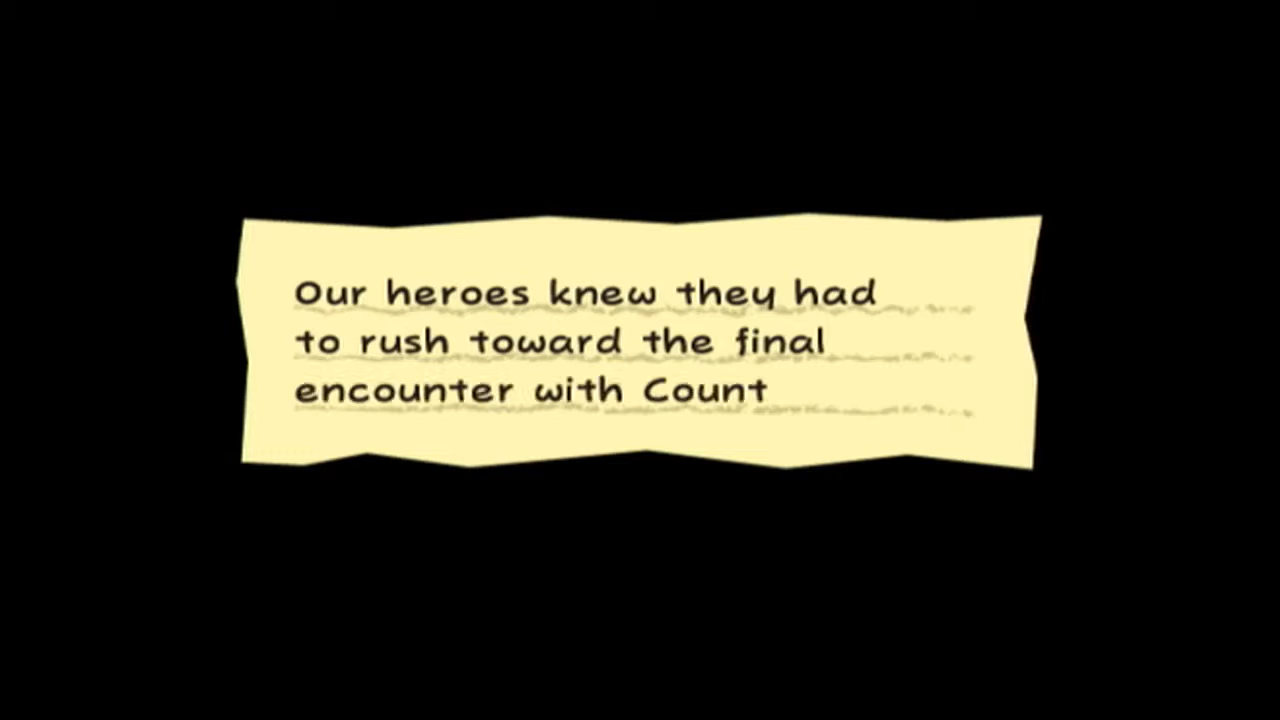 Our heroes knew they had
to rush toward the final
encounter with Count